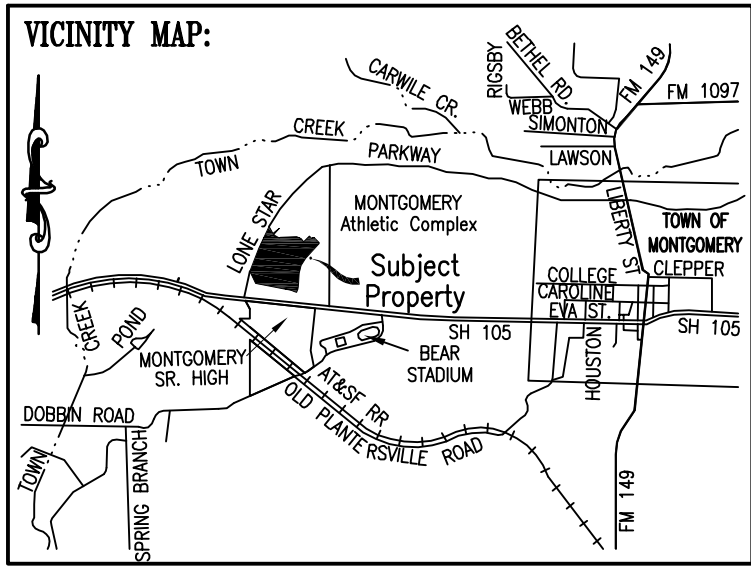 VICINITY MAP:
CARWILE CR.
RIGSBY
BETHEL RD.
FM 149
FM 1097
WEBB
SIMONTON
LAWSON
TOWN
CREEK
PARKWAY
LONE STAR
MONTGOMERY
Athletic Complex
LIBERTY ST
TOWN OF
MONTGOMERY
Subject
Property
COLLEGE
CLEPPER
CAROLINE
EVA ST.
SH 105
SH 105
HOUSTON
CREEK
POND
MONTGOMERY
SR. HIGH
BEAR
STADIUM
AT&SF RR
OLD PLANTERSVILLE ROAD
DOBBIN ROAD
TOWN
SPRING BRANCH
FM 149